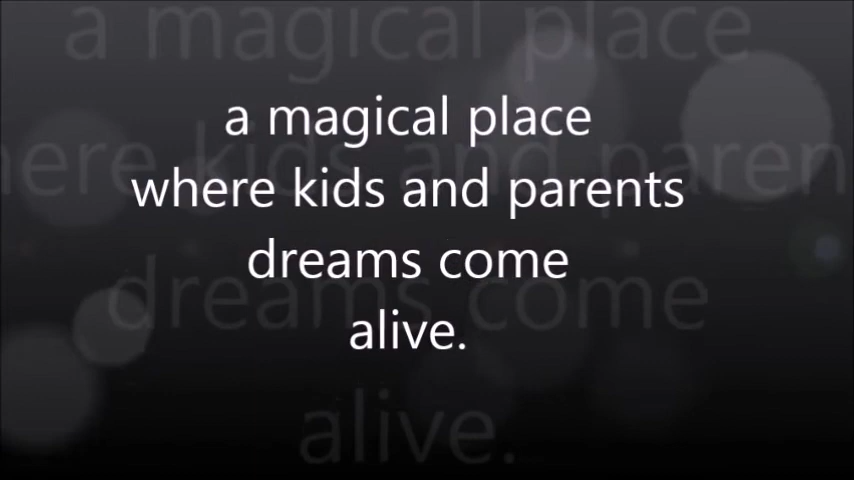 a magical place
where kids and parents
dreams come
alive.